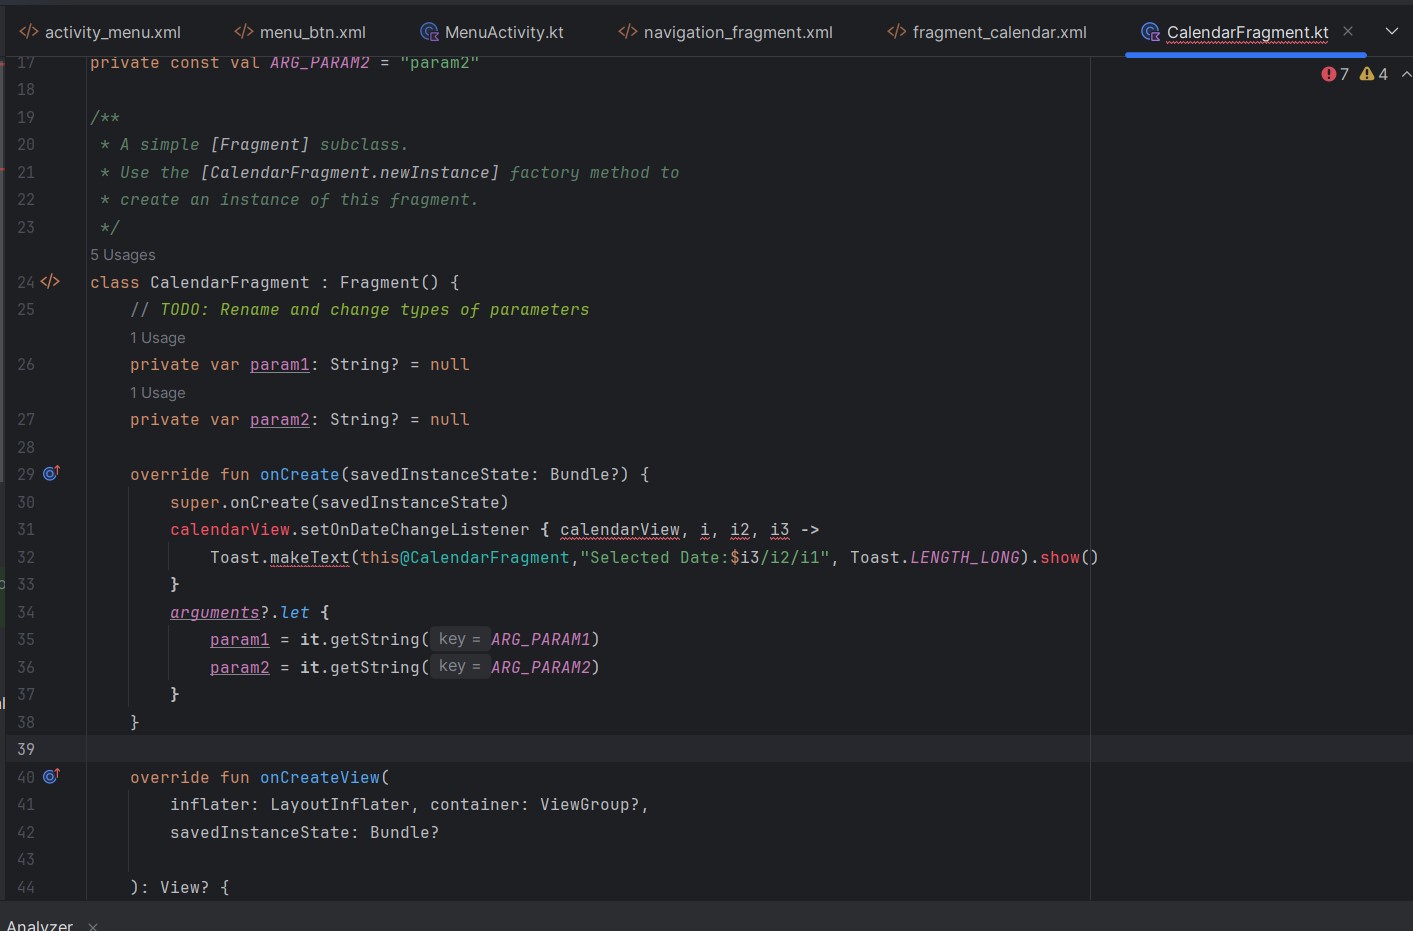 activity_menu.xml menu_btn.xml MenuActivity.kt navigation_fragment.xml fragment_calendar.xml CalendarFragment.kt
7 4
17 private const val ARG_PARAM2 = "param2"
18
19 /**
20 * A simple [Fragment] subclass.
21 * Use the [CalendarFragment.newInstance] factory method to
22 * create an instance of this fragment.
23 */
5 Usages
24 class CalendarFragment : Fragment() {
25 // TODO: Rename and change types of parameters
1 Usage
26 private var param1: String? = null
1 Usage
27 private var param2: String? = null
28
29 override fun onCreate(savedInstanceState: Bundle?) {
30 super.onCreate(savedInstanceState)
31 calendarView.setOnDateChangeListener { calendarView, i, i2, i3 ->
32 Toast.makeText(this@CalendarFragment,"Selected Date:$i3/i2/i1", Toast.LENGTH_LONG).show()
33 }
34 arguments?.let {
35 param1 = it.getString( key = ARG_PARAM1)
36 param2 = it.getString( key = ARG_PARAM2)
37 }
38 }
39
40 override fun onCreateView(
41 inflater: LayoutInflater, container: ViewGroup?,
42 savedInstanceState: Bundle?
43
44 ): View? {
Analyzer